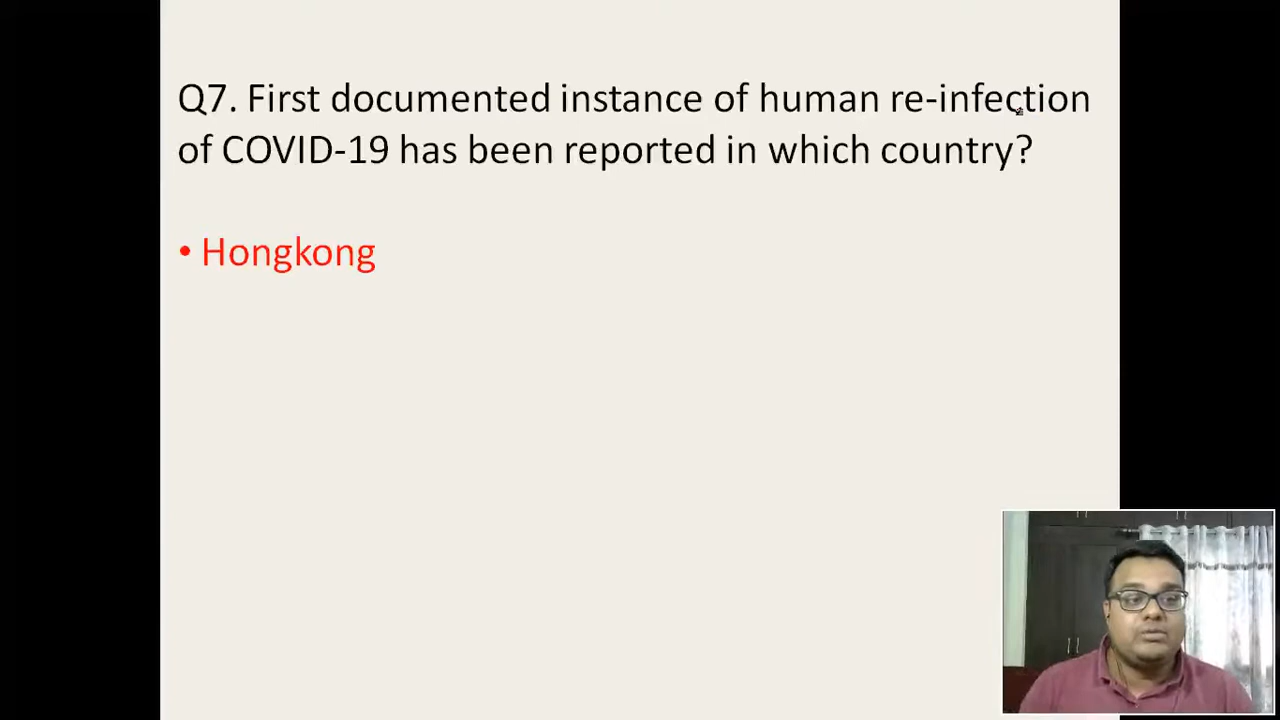 Q7. First documented instance of human re-infection
of COVID-19 has been reported in which country?
• Hongkong